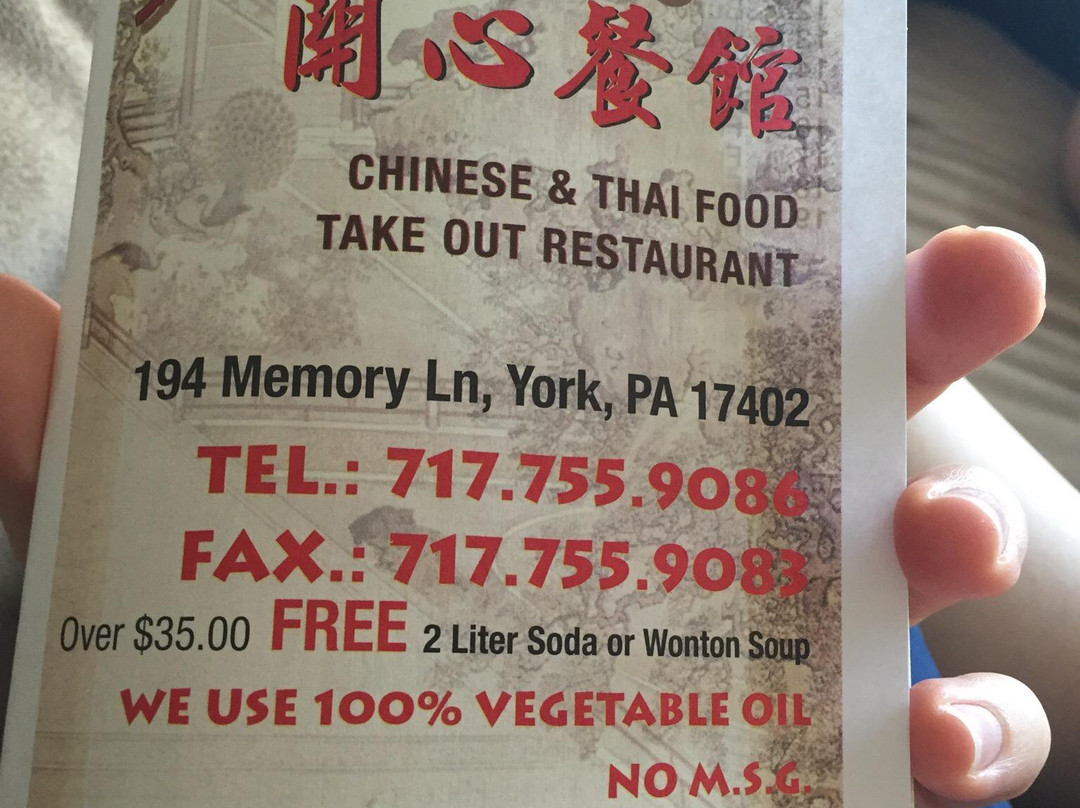 開心餐館
CHINESE & THAI FOOD
TAKE OUT RESTAURANT
194 Memory Ln, York, PA 17402
TEL.: 717.755.9086
FAX.: 717.755.9083
Over $35.00 FREE 2 Liter Soda or Wonton Soup
WE USE 100% VEGETABLE OIL
NO M.S.G.